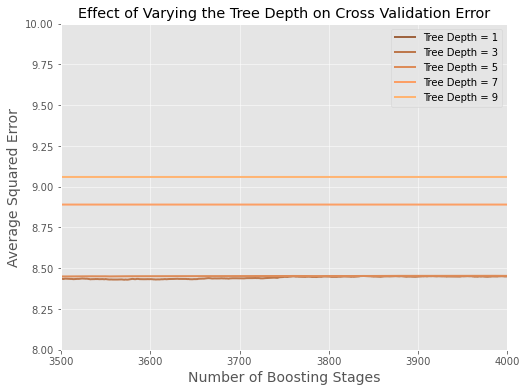 Effect of Varying the Tree Depth on Cross Validation Error
10.00
9.75
9.50
9.25
9.00
8.75
8.50
8.25
8.00
Average Squared Error
Tree Depth = 1
Tree Depth = 3
Tree Depth = 5
Tree Depth = 7
Tree Depth = 9
3500 3600 3700 3800 3900 4000
Number of Boosting Stages